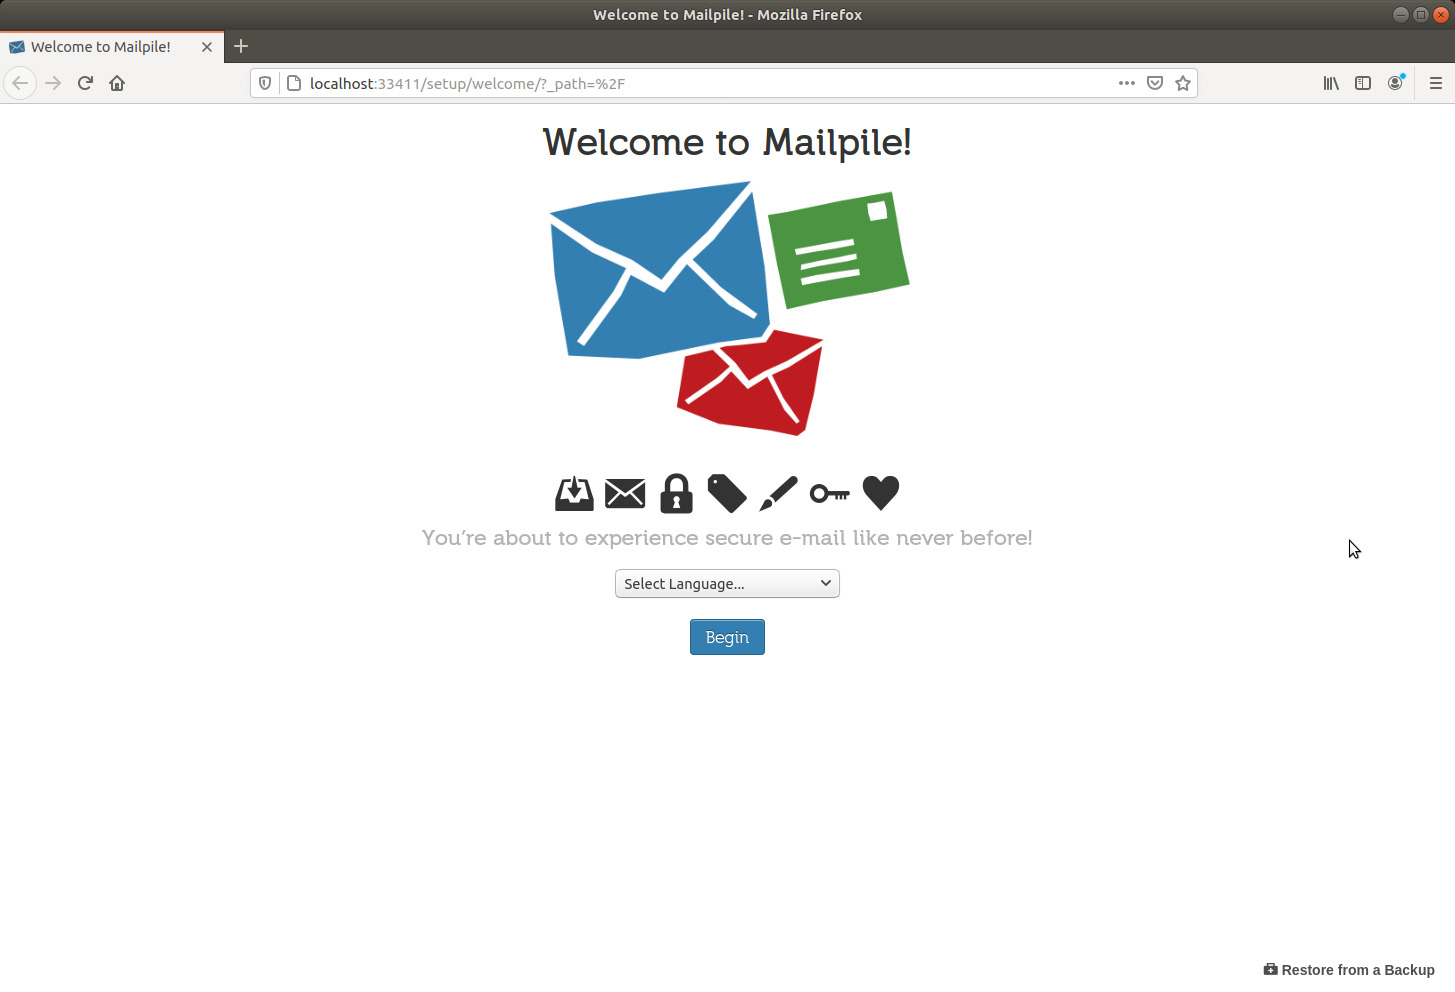 Welcome to Mailpile! - Mozilla Firefox
Welcome to Mailpile!
localhost:33411/setup/welcome/?_path=%2F
Welcome to Mailpile!
You're about to experience secure e-mail like never before!
Select Language...
Begin
Restore from a Backup